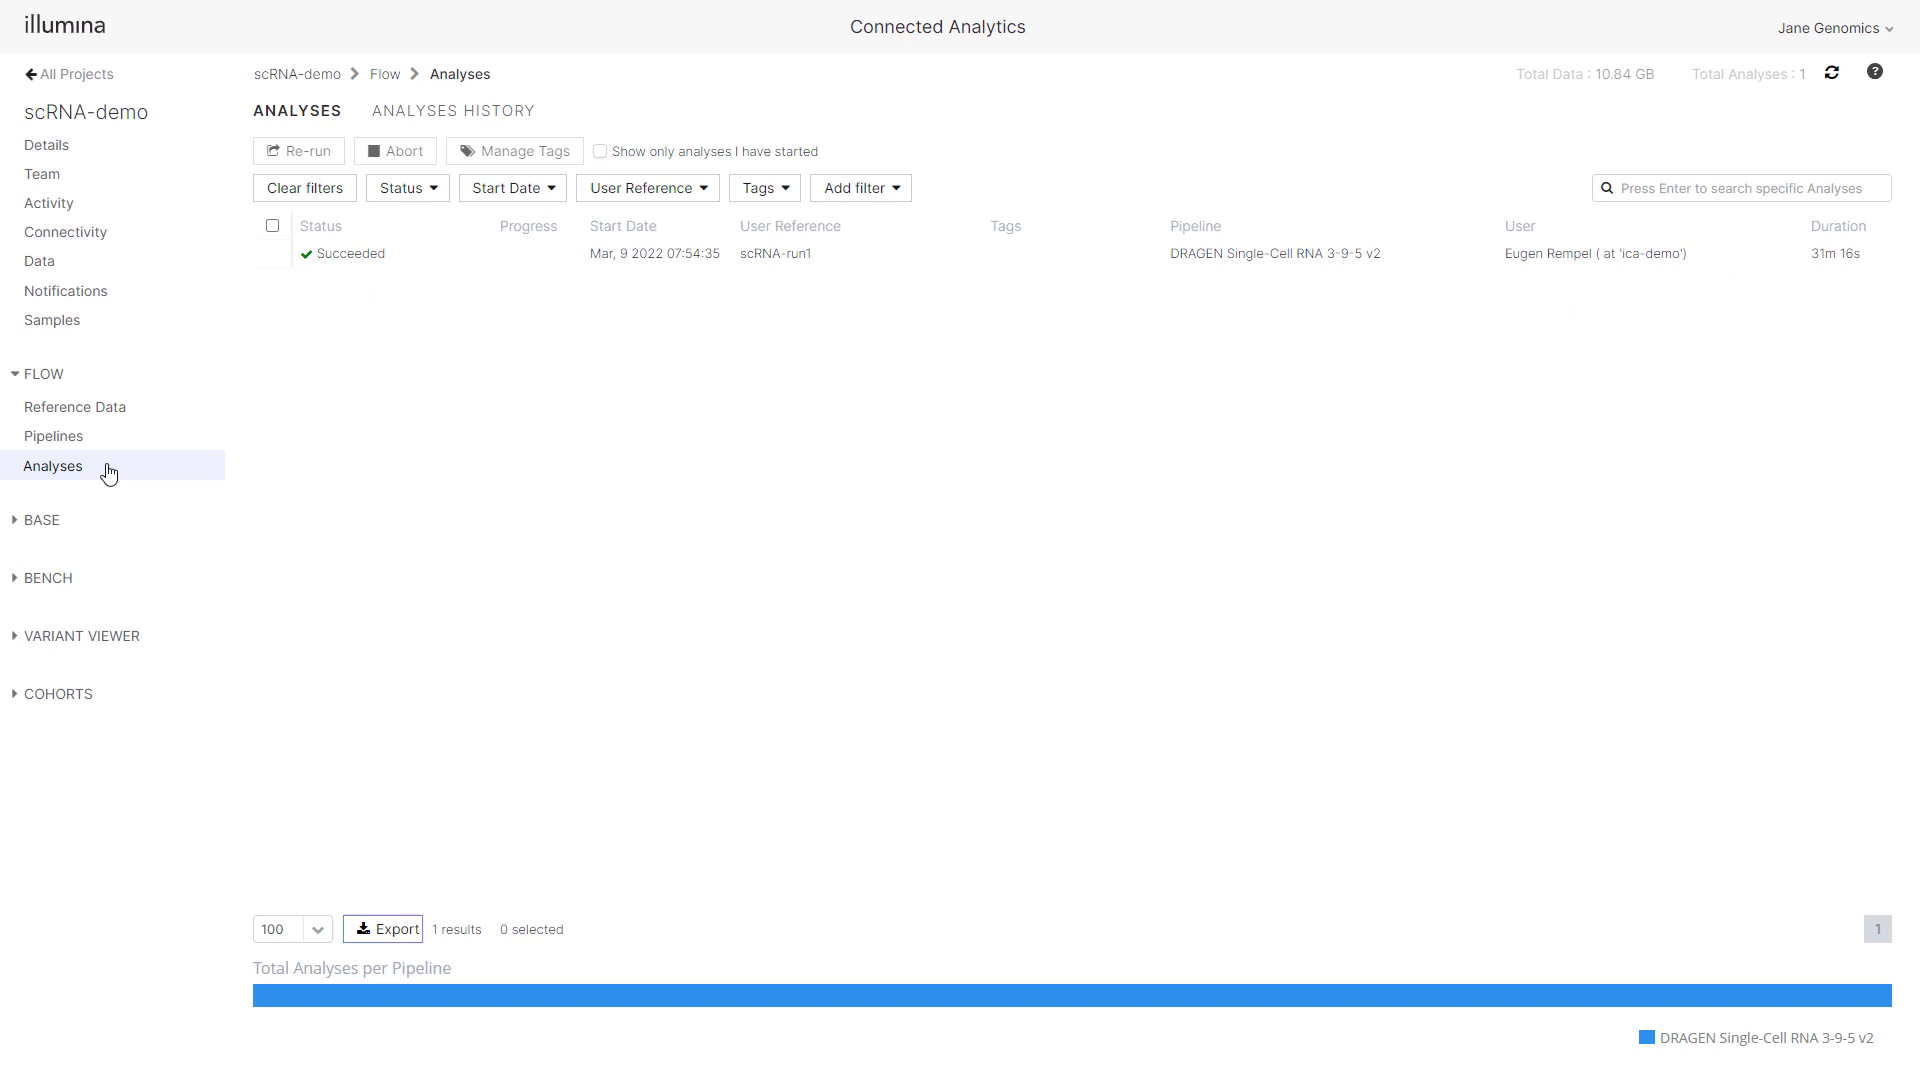 illumina
Connected Analytics
Jane Genomics
All Projects
scRNA-demo
Details
Team
Activity
Connectivity
Data
Notifications
Samples
FLOW
Reference Data
Pipelines
Analyses
BASE
BENCH
VARIANT VIEWER
COHORTS
scRNA-demo Flow Analyses
Total Data : 10.84 GB Total Analyses : 1
ANALYSES ANALYSES HISTORY
Re-run Abort Manage Tags Show only analyses I have started
Clear filters Status Start Date User Reference Tags Add filter Press Enter to search specific Analyses
Status Progress Start Date User Reference Tags Pipeline User Duration
Succeeded Mar, 9 2022 07:54:35 scRNA-run1 DRAGEN Single-Cell RNA 3-9-5 v2 Eugen Rempel ( at 'ica-demo') 31m 16s
100 Export 1 results 0 selected 1
Total Analyses per Pipeline
DRAGEN Single-Cell RNA 3-9-5 v2